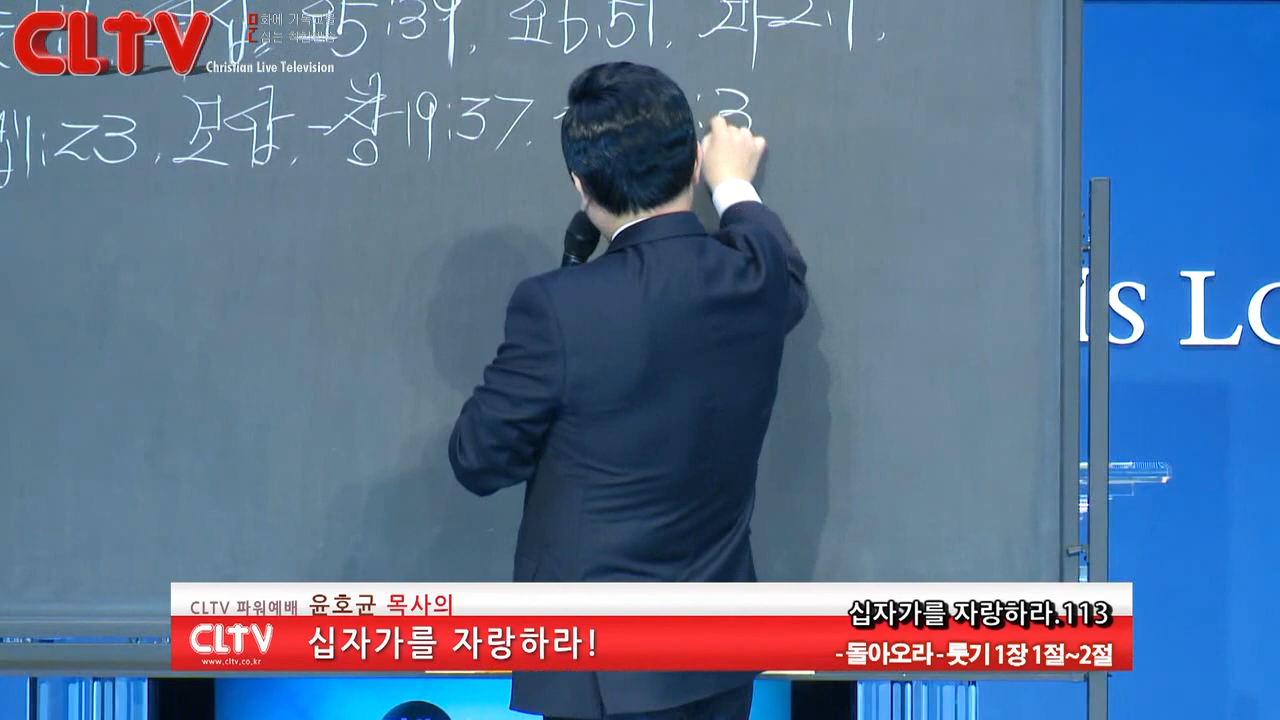 요5:39. 요6:51.
CLTV
Christian Live Television
1:23. 모압. 창19:37. :3
IS LO
CLTV 파워예배 윤호균 목사의
십자가를 자랑하라.113
CLTV 십자가를 자랑하라!
www.cltv.co.kr
- 돌아오라 - 룻기 1장 1절~2절